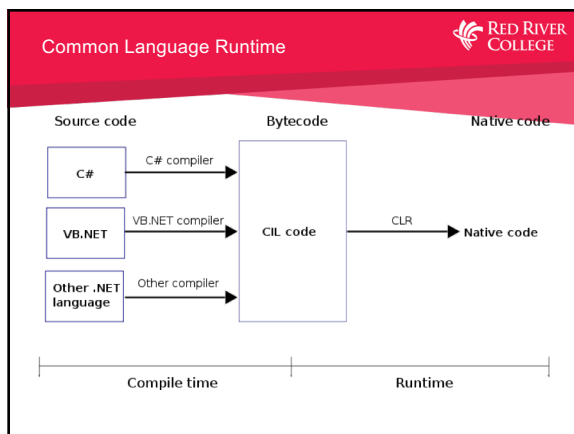 Common Language Runtime
RED RIVER
COLLEGE
Source code
Bytecode
Native code
C#
C# compiler
VB.NET
VB.NET compiler
CIL code
CLR
Native code
Other .NET
language
Other compiler
Compile time
Runtime